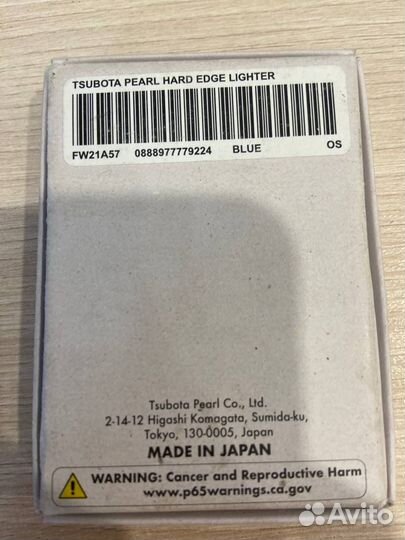 TSUBOTA PEARL HARD EDGE LIGHTER
FW21A57 0888977779224 BLUE OS
Tsubota Pearl Co., Ltd.
2-14-12 Higashi Komagata, Sumida-ku,
Tokyo, 130-0005, Japan
MADE IN JAPAN
WARNING: Cancer and Reproductive Harm
www.p65warnings.ca.gov
Avito